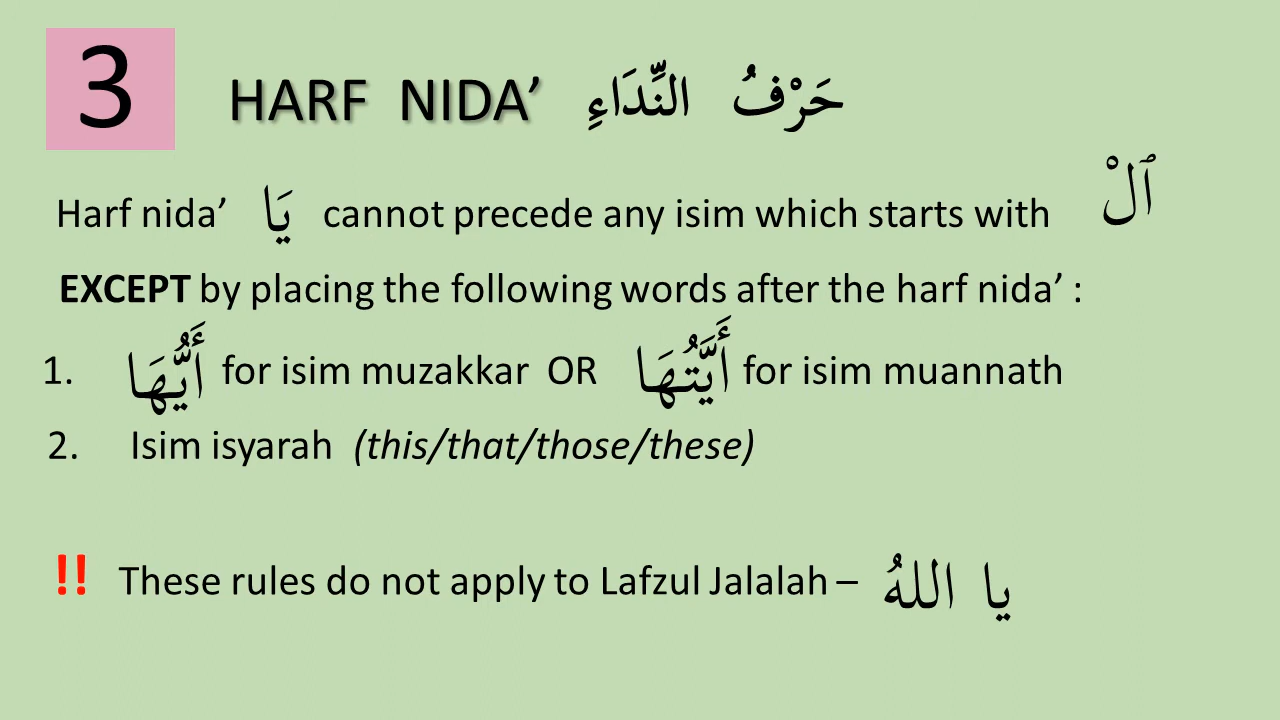 3 HARF NIDA’ حَرْفُ النِّدَاءِ
Harf nida’ يَا cannot precede any isim which starts with ٱلْ
EXCEPT by placing the following words after the harf nida’ :
1. أَيُّهَا for isim muzakkar OR أَيَّتُهَا for isim muannath
2. Isim isyarah (this/that/those/these)
!! These rules do not apply to Lafzul Jalalah – يا اللهُ